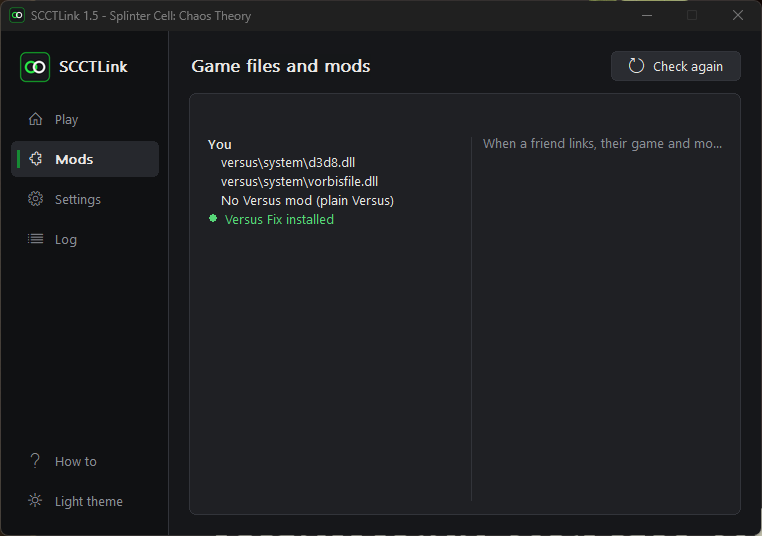 SCCTLink 1.5 - Splinter Cell: Chaos Theory
SCCTLink
Play
Mods
Settings
Log
How to
Light theme
Game files and mods
Check again
You
versus\system\d3d8.dll
versus\system\vorbisfile.dll
No Versus mod (plain Versus)
Versus Fix installed
When a friend links, their game and mo...